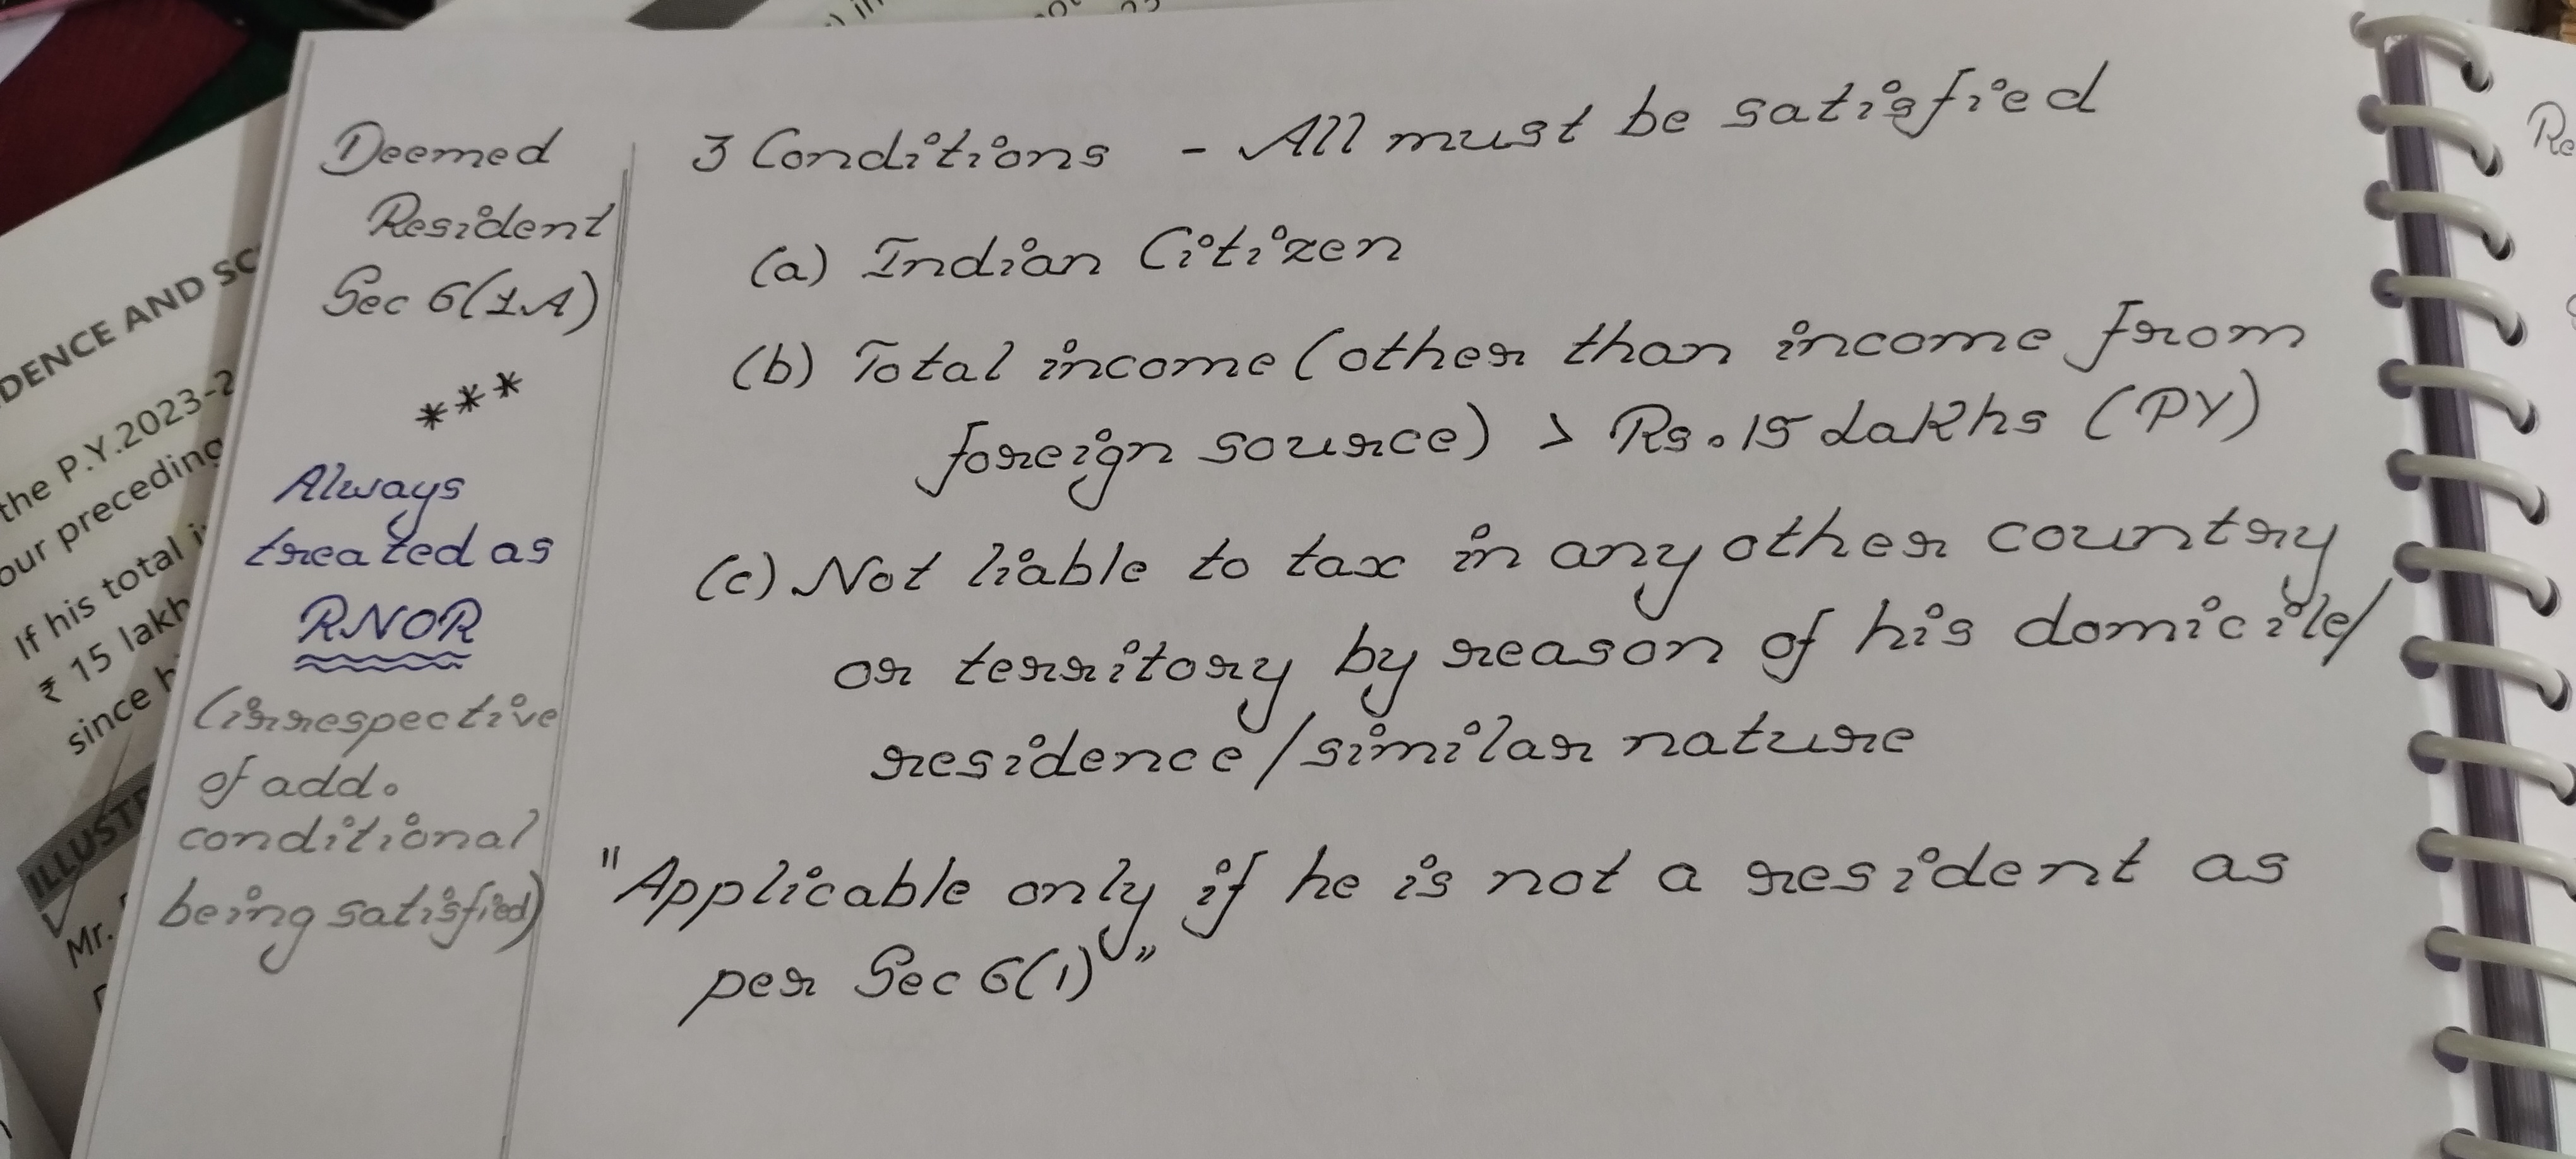 Deemed
Resident
Sec 6(1A)
***
Always
treated as
RNOR
(irrespective
of add.
conditional
being satisfied)
3 Conditions - All must be satisfied
(a) Indian Citizen
(b) Total income (other than income from
foreign source) > Rs. 15 Lakhs (PY)
(c) Not liable to tax in any other country
or territory by reason of his domicile/
residence/similar nature
"Applicable only if he is not a resident as
per Sec 6(1)"
DENCE AND SC
the P.Y.2023-2
our preceding
If his total i
₹ 15 lakh
since h
ILLUSTR
Mr.
Re